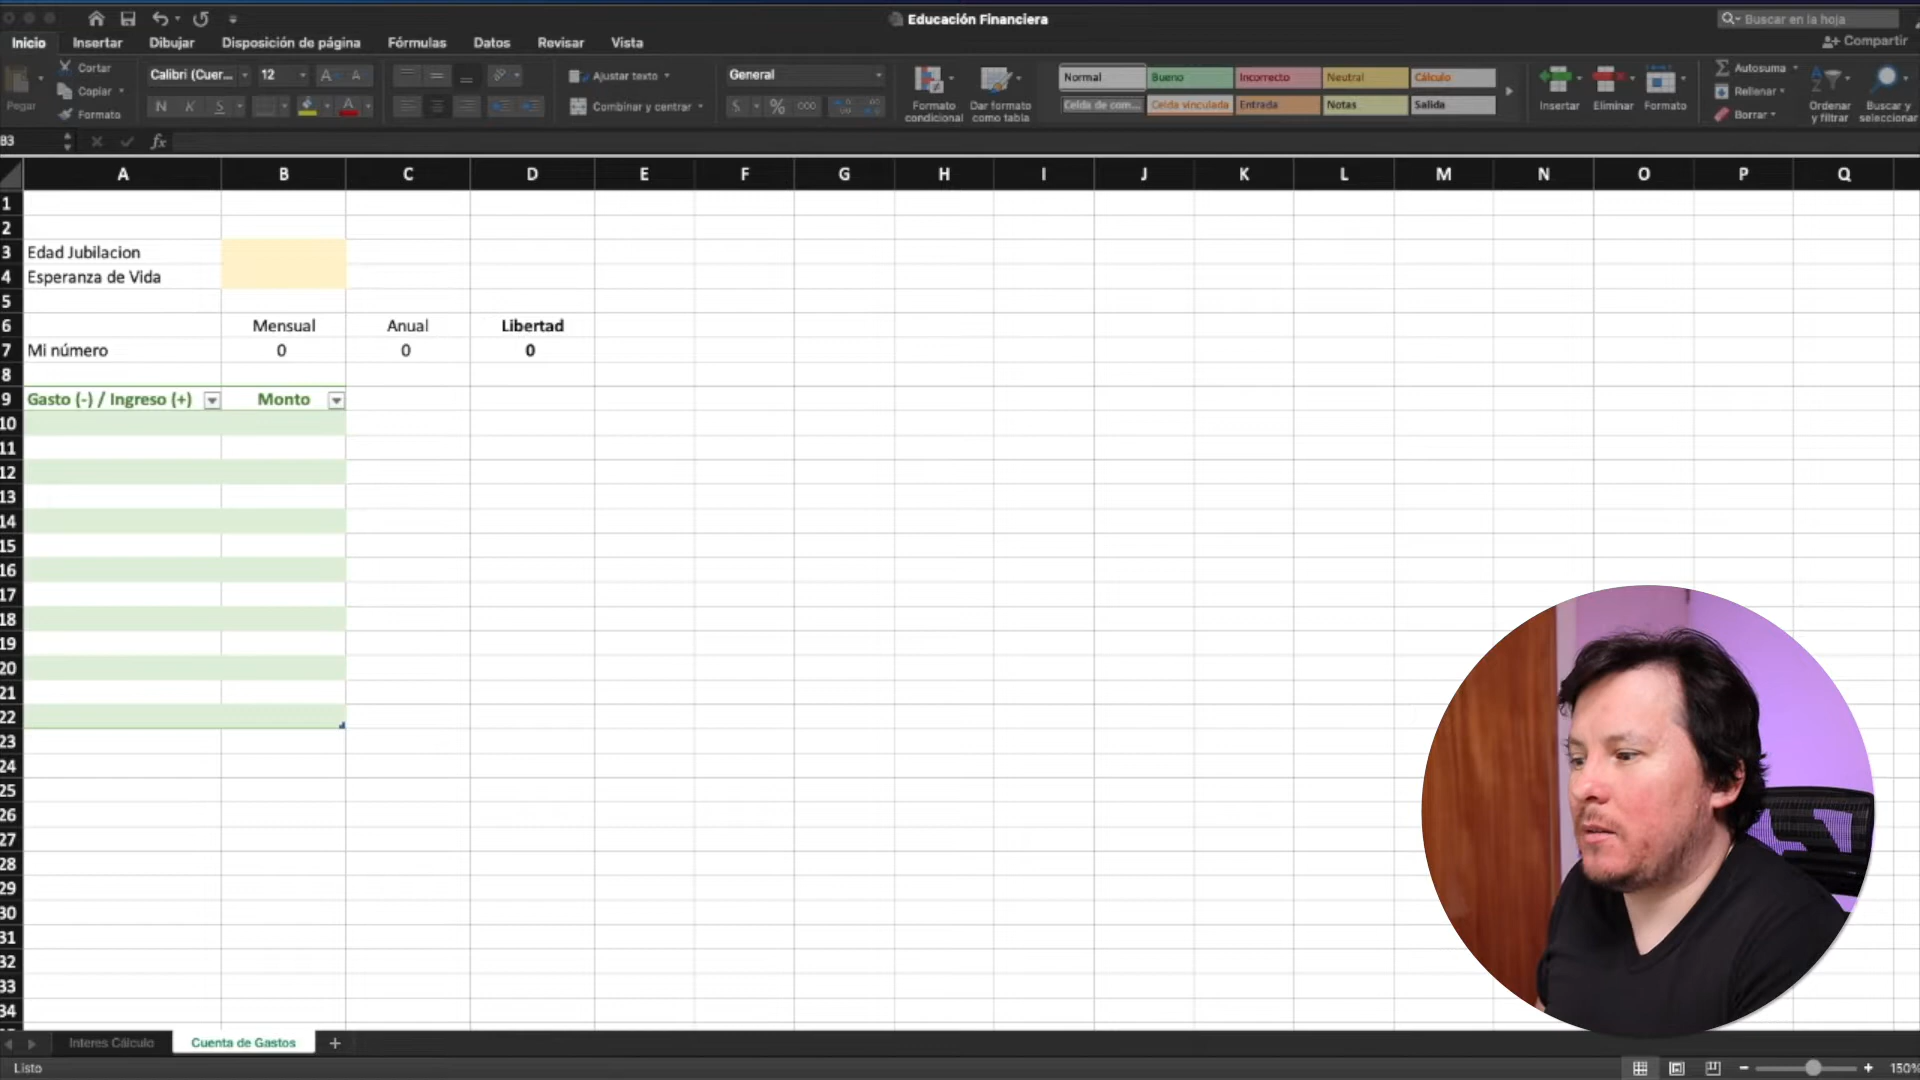 Educación Financiera
Buscar en la hoja
Inicio Insertar Dibujar Disposición de página Fórmulas Datos Revisar Vista
Compartir
Pegar
Cortar
Copiar
Formato
Calibri (Cuer... 12
A A
N K S
A
Ajustar texto
Combinar y centrar
General
$ % 000
Formato condicional
Dar formato como tabla
Normal Bueno Incorrecto Neutral Cálculo
Celda de com... Celda vinculada Entrada Notas Salida
Insertar Eliminar Formato
Autosuma
Rellenar
Borrar
Ordenar y filtrar
Buscar y seleccionar
B3 fx
A B C D E F G H I J K L M N O P Q
1
2
3 Edad Jubilacion
4 Esperanza de Vida
5
6 Mensual Anual Libertad
7 Mi número 0 0 0
8
9 Gasto (-) / Ingreso (+) Monto
10
11
12
13
14
15
16
17
18
19
20
21
22
23
24
25
26
27
28
29
30
31
32
33
34
Interes Cálculo Cuenta de Gastos +
Listo
150%